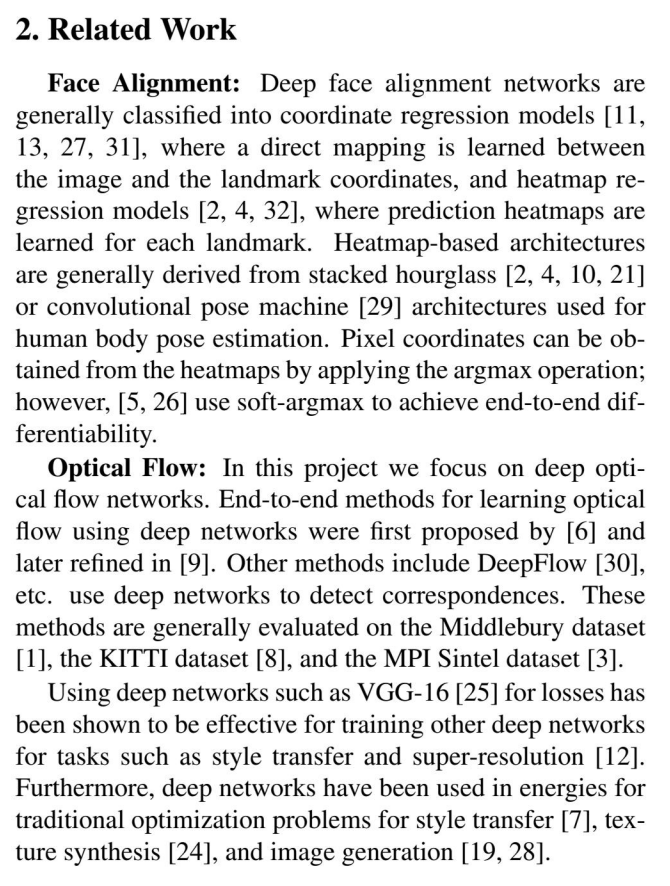 2. Related Work
Face Alignment: Deep face alignment networks are
generally classified into coordinate regression models [11,
13, 27, 31], where a direct mapping is learned between
the image and the landmark coordinates, and heatmap re-
gression models [2, 4, 32], where prediction heatmaps are
learned for each landmark. Heatmap-based architectures
are generally derived from stacked hourglass [2, 4, 10, 21]
or convolutional pose machine [29] architectures used for
human body pose estimation. Pixel coordinates can be ob-
tained from the heatmaps by applying the argmax operation;
however, [5, 26] use soft-argmax to achieve end-to-end dif-
ferentiability.
Optical Flow: In this project we focus on deep opti-
cal flow networks. End-to-end methods for learning optical
flow using deep networks were first proposed by [6] and
later refined in [9]. Other methods include DeepFlow [30],
etc. use deep networks to detect correspondences. These
methods are generally evaluated on the Middlebury dataset
[1], the KITTI dataset [8], and the MPI Sintel dataset [3].
Using deep networks such as VGG-16 [25] for losses has
been shown to be effective for training other deep networks
for tasks such as style transfer and super-resolution [12].
Furthermore, deep networks have been used in energies for
traditional optimization problems for style transfer [7], tex-
ture synthesis [24], and image generation [19, 28].